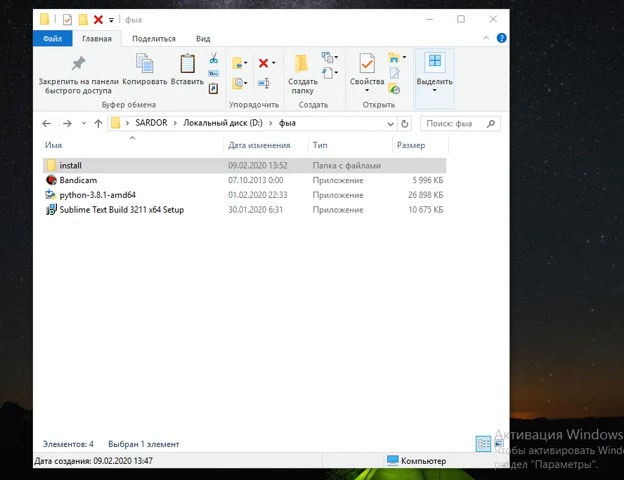 фыа
Файл Главная Поделиться Вид
Закрепить на панели быстрого доступа
Копировать
Вставить
Создать папку
Свойства
Выделить
Буфер обмена Упорядочить Создать Открыть
SARDOR Локальный диск (D:) фыа Поиск: фыа
Имя Дата изменения Тип Размер
install 09.02.2020 13:52 Папка с файлами
Bandicam 07.10.2013 0:00 Приложение 5 996 КБ
python-3.8.1-amd64 01.02.2020 22:33 Приложение 26 898 КБ
Sublime Text Build 3211 x64 Setup 30.01.2020 6:31 Приложение 10 675 КБ
Элементов: 4 Выбран 1 элемент
Активация Windows
Чтобы активировать Wind
раздел "Параметры".
Дата создания: 09.02.2020 13:47 Компьютер